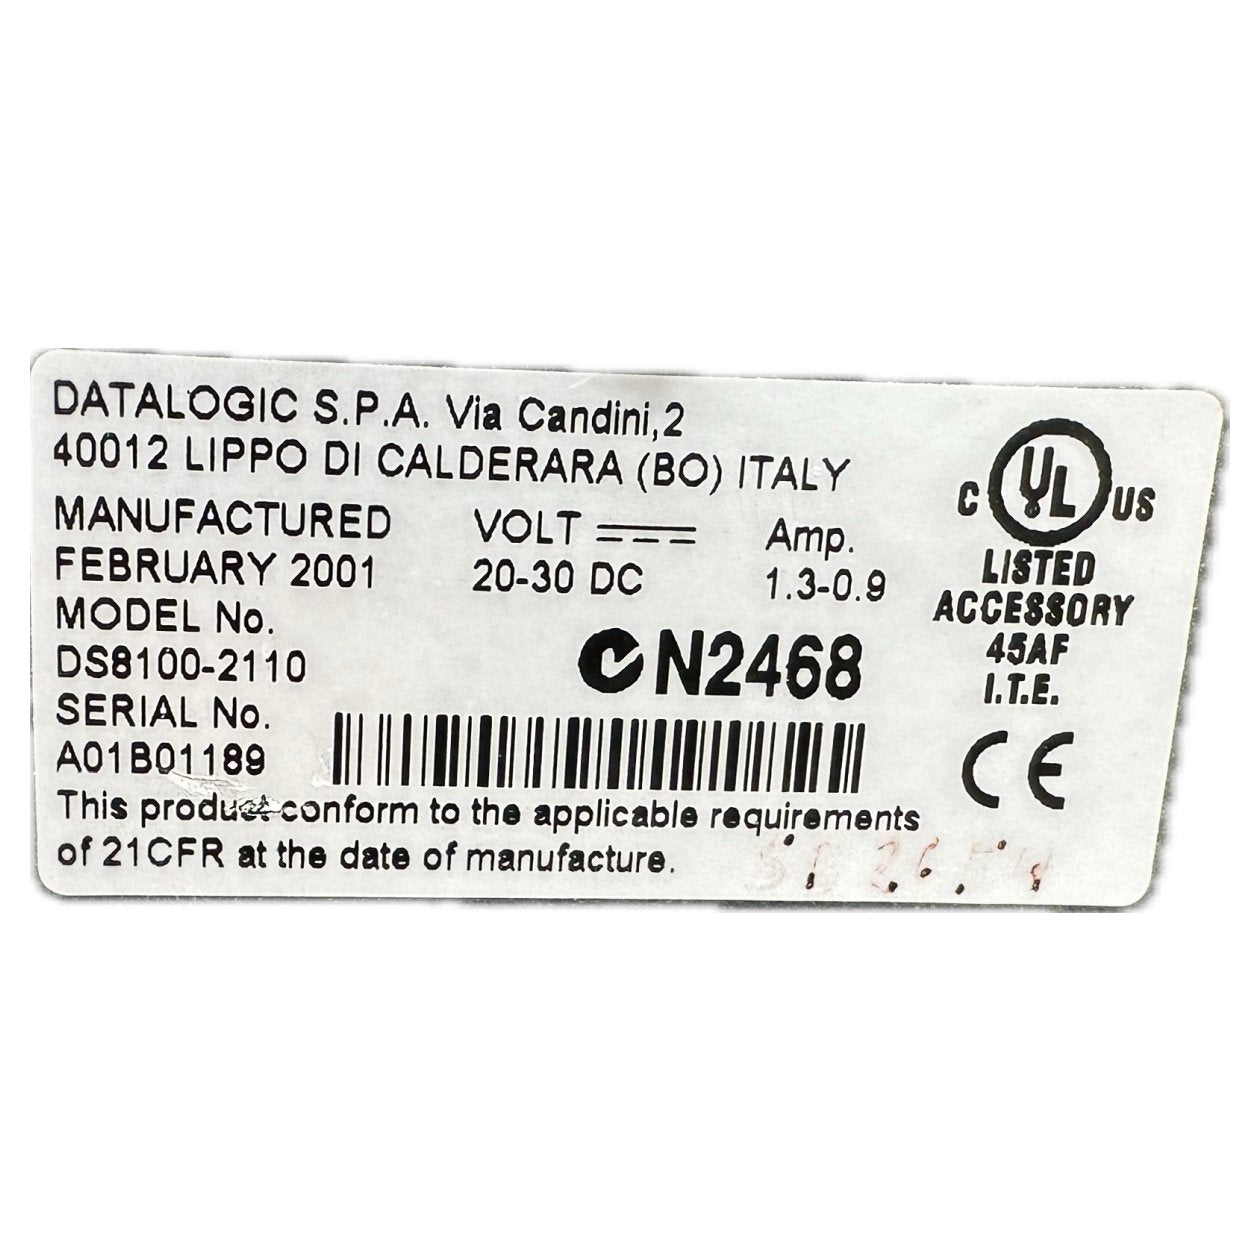 DATALOGIC S.P.A. Via Candini,2
40012 LIPPO DI CALDERARA (BO) ITALY
MANUFACTURED
FEBRUARY 2001
VOLT
20-30 DC
Amp.
1.3-0.9
MODEL No.
DS8100-2110
SERIAL No.
A01B01189
N2468
This product conform to the applicable requirements
of 21CFR at the date of manufacture.
C UL US
LISTED
ACCESSORY
45AF
I.T.E.
CE